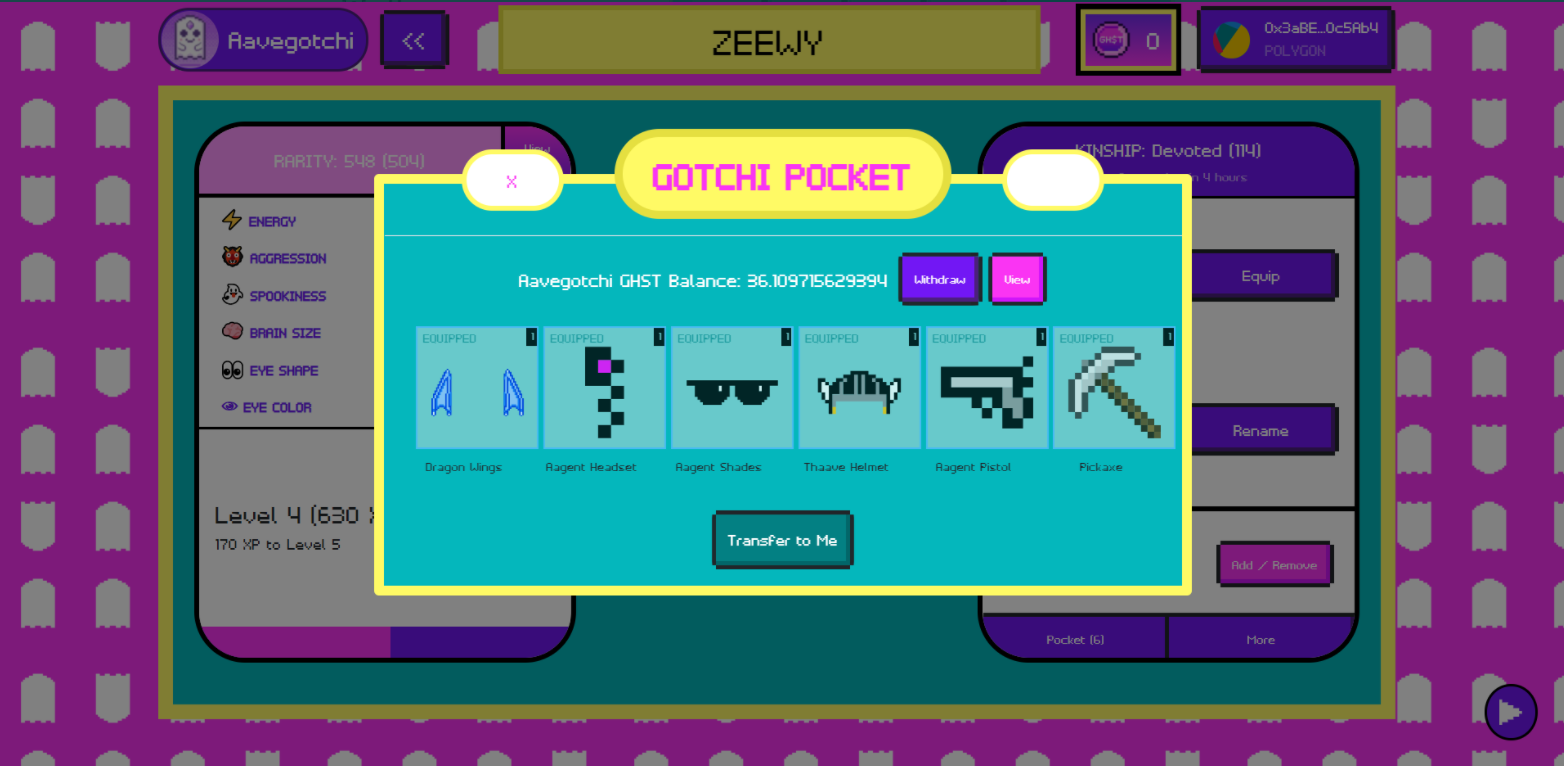 Aavegotchi
<<
ZEEWY
GHST
0
0x3aBE...0c5Ab4
POLYGON
RARITY: 548 (504)
View
KINSHIP: Devoted (114)
4 hours
X
GOTCHI POCKET
ENERGY
AGGRESSION
SPOOKINESS
BRAIN SIZE
EYE SHAPE
EYE COLOR
Aavegotchi GHST Balance: 36.109715629394
Withdraw
View
EQUIPPED 1
EQUIPPED 1
EQUIPPED 1
EQUIPPED 1
EQUIPPED 1
EQUIPPED 1
Dragon Wings
Aagent Headset
Aagent Shades
Thaave Helmet
Aagent Pistol
Pickaxe
Transfer to Me
Level 4 (630
170 XP to Level 5
Equip
Rename
Add / Remove
Pocket (6)
More